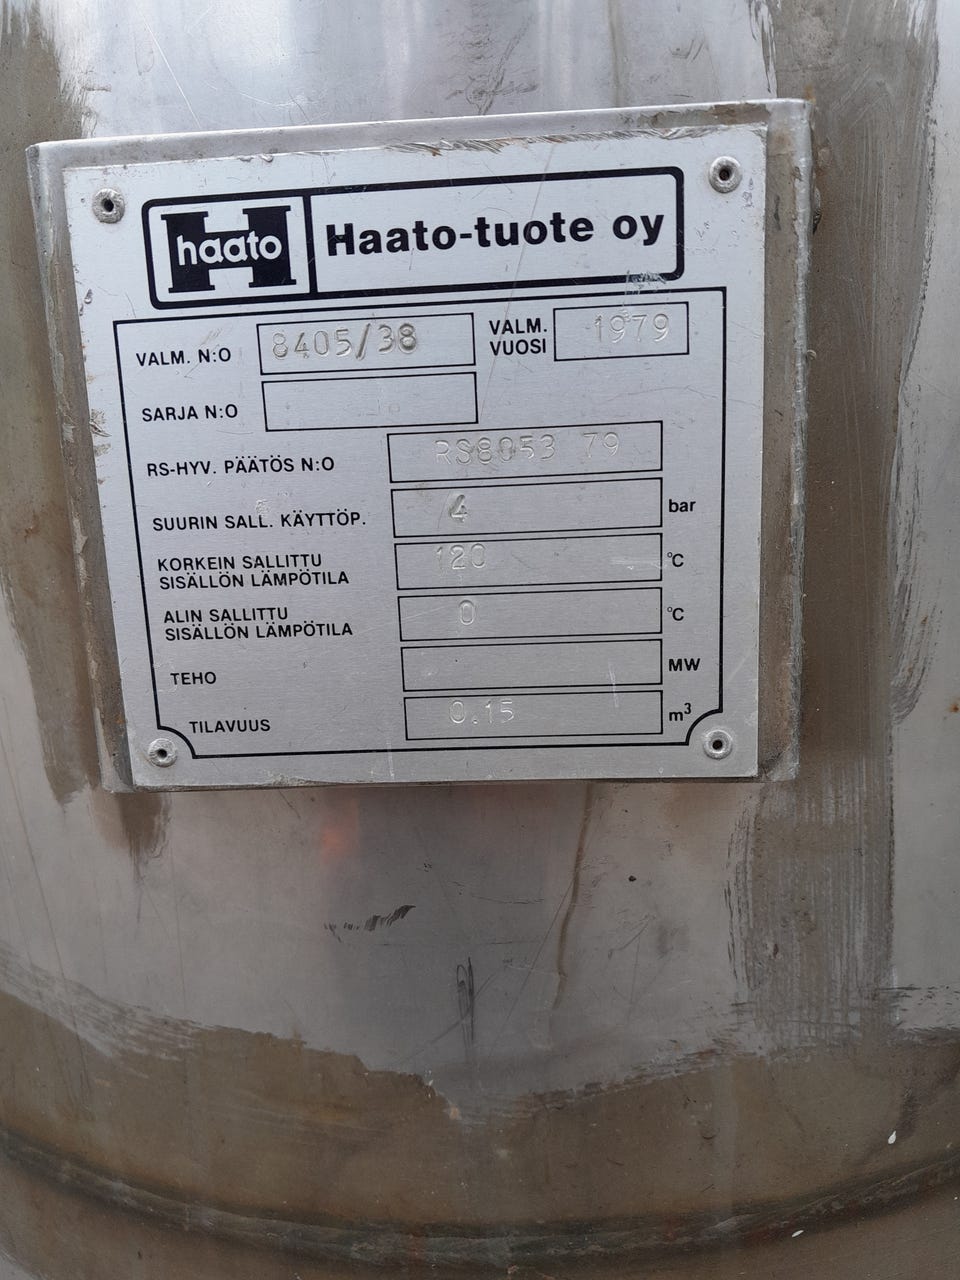 haato Haato-tuote oy
VALM. N:O 8405/38 VALM. VUOSI 1979
SARJA N:O
RS-HYV. PÄÄTÖS N:O RS8053 79
SUURIN SALL. KÄYTTÖP. 4 bar
KORKEIN SALLITTU
SISÄLLÖN LÄMPÖTILA 120 °C
ALIN SALLITTU
SISÄLLÖN LÄMPÖTILA 0 °C
TEHO MW
TILAVUUS 0.15 m³